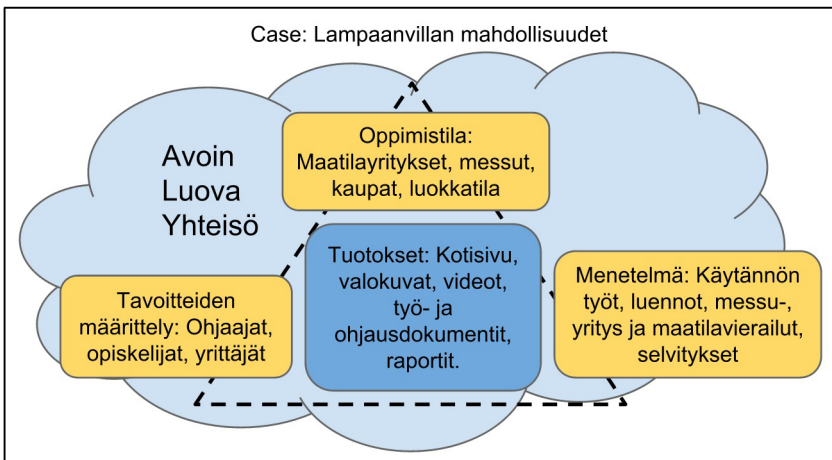 Case: Lampaanvillan mahdollisuudet
Avoin
Luova
Yhteisö
Oppimistila:
Maatilayritykset, messut,
kaupat, luokkatila
Tavoitteiden
määrittely: Ohjaajat,
opiskelijat, yrittäjät
Tuotokset: Kotisivu,
valokuvat, videot,
työ- ja
ohjausdokumentit,
raportit.
Menetelmä: Käytännön
työt, luennot, messu-,
yritys ja maatilavierailut,
selvitykset